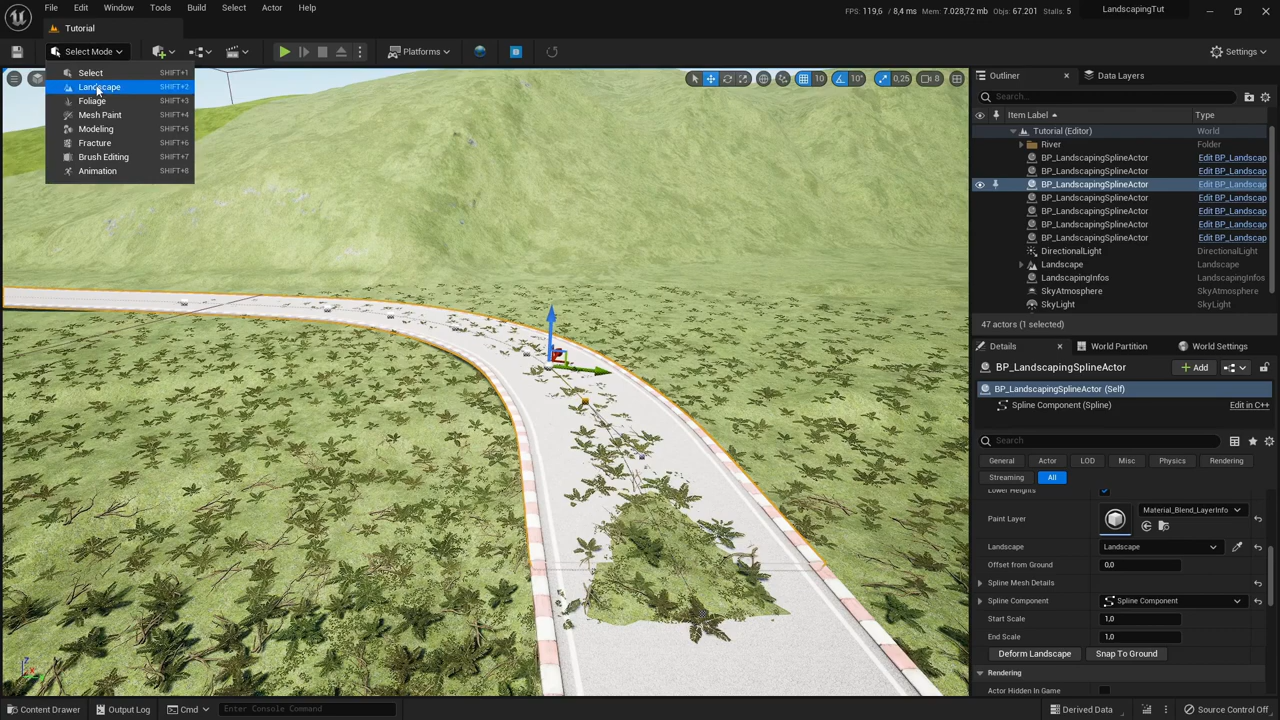 File Edit Window Tools Build Select Actor Help
FPS: 119,6 / 8,4 ms Mem: 7.028,72 mb Objs: 67.201 Stalls: 5
LandscapingTut
Tutorial
Select Mode
Platforms
Settings
Select SHIFT+1
Landscape SHIFT+2
Foliage SHIFT+3
Mesh Paint SHIFT+4
Modeling SHIFT+5
Fracture SHIFT+6
Brush Editing SHIFT+7
Animation SHIFT+8
10 10° 0,25 8
Outliner Data Layers
Search...
Item Label Type
Tutorial (Editor) World
River Folder
BP_LandscapingSplineActor Edit BP_Landscap
BP_LandscapingSplineActor Edit BP_Landscap
BP_LandscapingSplineActor Edit BP_Landscap
BP_LandscapingSplineActor Edit BP_Landscap
BP_LandscapingSplineActor Edit BP_Landscap
BP_LandscapingSplineActor Edit BP_Landscap
BP_LandscapingSplineActor Edit BP_Landscap
DirectionalLight DirectionalLight
Landscape Landscape
LandscapingInfos LandscapingInfos
SkyAtmosphere SkyAtmosphere
SkyLight SkyLight
47 actors (1 selected)
Details World Partition World Settings
BP_LandscapingSplineActor Add
BP_LandscapingSplineActor (Self)
Spline Component (Spline) Edit in C++
Search
General Actor LOD Misc Physics Rendering
Streaming All
Lower Heights
Paint Layer Material_Blend_LayerInfo
Landscape Landscape
Offset from Ground 0,0
Spline Mesh Details
Spline Component Spline Component
Start Scale 1,0
End Scale 1,0
Deform Landscape Snap To Ground
Rendering
Actor Hidden In Game
Content Drawer Output Log Cmd Enter Console Command Derived Data Source Control Off